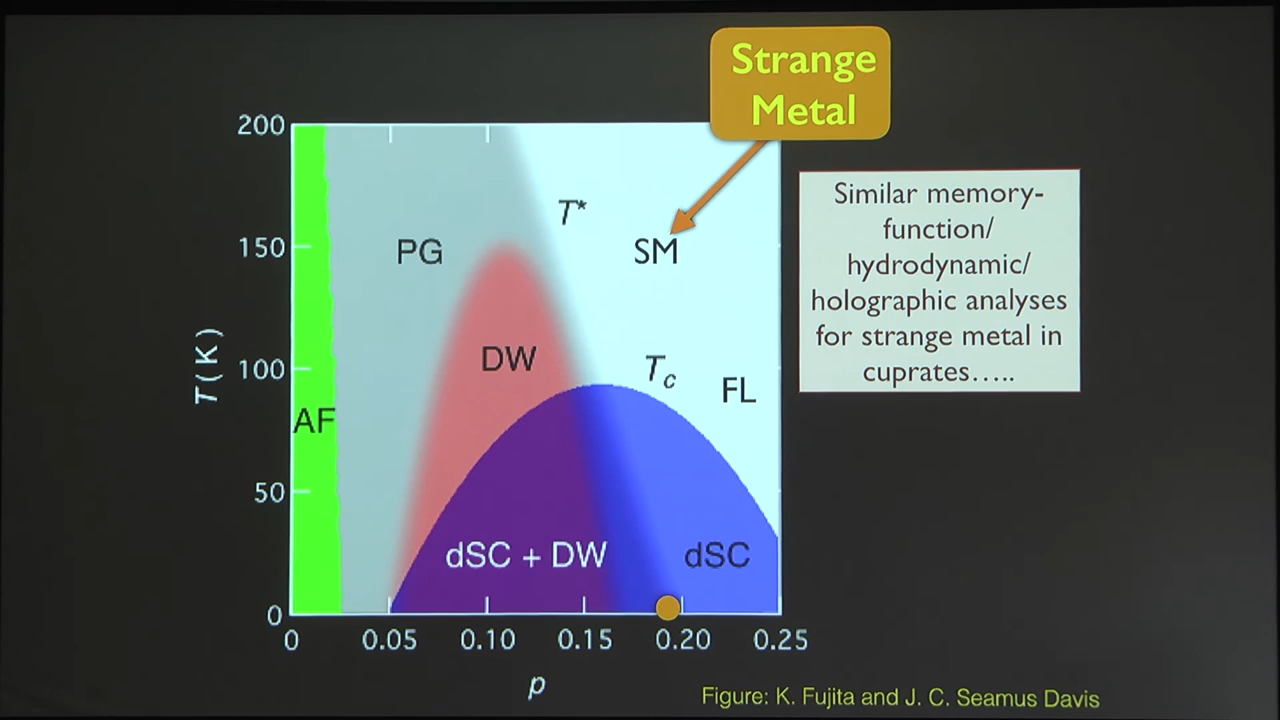 Strange
Metal
200
150
100
50
0
T(K)
AF
PG
DW
T*
SM
Tc
FL
dSC + DW
dSC
0
0.05
0.10
0.15
0.20
0.25
p
Similar memory-
function/
hydrodynamic/
holographic analyses
for strange metal in
cuprates.....
Figure: K. Fujita and J. C. Seamus Davis